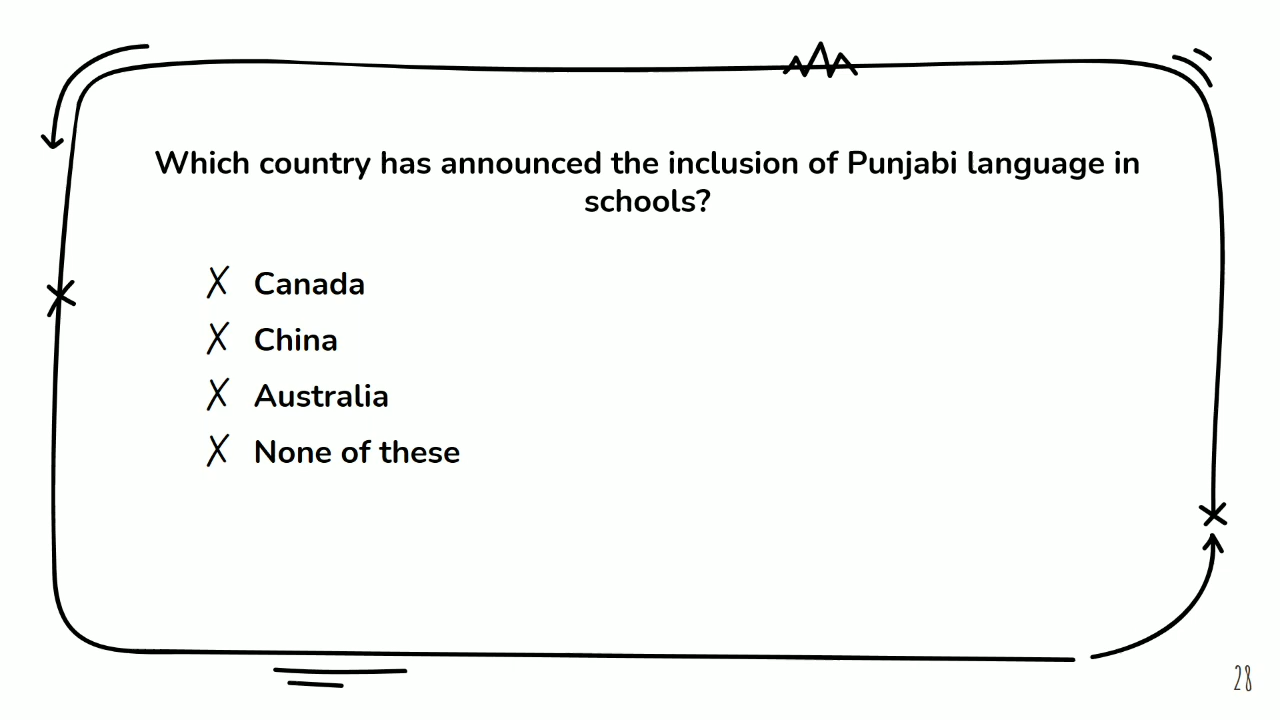 Which country has announced the inclusion of Punjabi language in
schools?
Canada
China
Australia
None of these
28